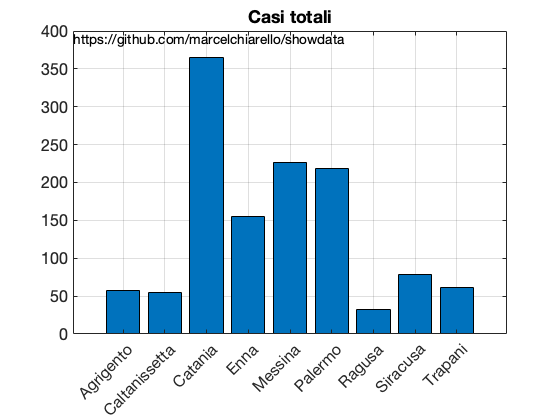 Casi totali
https://github.com/marcelchiarello/showdata
400
350
300
250
200
150
100
50
0
Agrigento
Caltanissetta
Catania
Enna
Messina
Palermo
Ragusa
Siracusa
Trapani